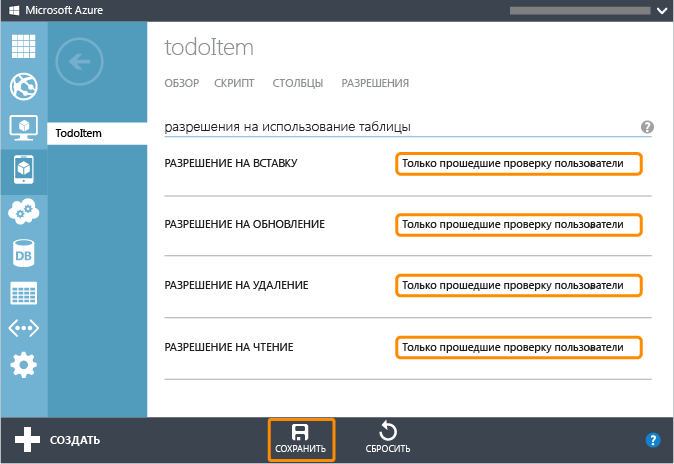 Microsoft Azure
todoItem
ОБЗОР СКРИПТ СТОЛБЦЫ РАЗРЕШЕНИЯ
TodoItem
разрешения на использование таблицы
?
РАЗРЕШЕНИЕ НА ВСТАВКУ Только прошедшие проверку пользователи
РАЗРЕШЕНИЕ НА ОБНОВЛЕНИЕ Только прошедшие проверку пользователи
DB
РАЗРЕШЕНИЕ НА УДАЛЕНИЕ Только прошедшие проверку пользователи
РАЗРЕШЕНИЕ НА ЧТЕНИЕ Только прошедшие проверку пользователи
СОЗДАТЬ СОХРАНИТЬ СБРОСИТЬ ?